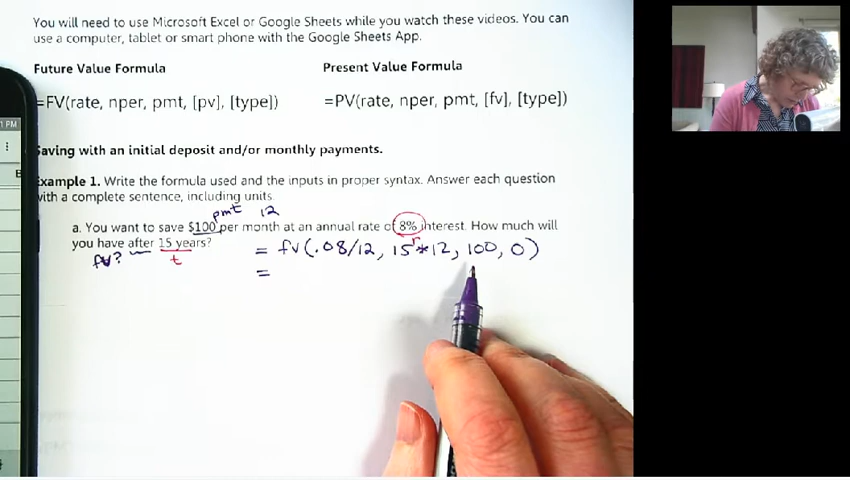 You will need to use Microsoft Excel or Google Sheets while you watch these videos. You can
use a computer, tablet or smart phone with the Google Sheets App.
Future Value Formula Present Value Formula
=FV(rate, nper, pmt, [pv], [type]) =PV(rate, nper, pmt, [fv], [type])
1 PM
Saving with an initial deposit and/or monthly payments.
Example 1. Write the formula used and the inputs in proper syntax. Answer each question
with a complete sentence, including units.
pmt 12
a. You want to save $100 per month at an annual rate of 8% interest. How much will
r
you have after 15 years? = fv(.08/12, 15*12, 100, 0)
fv? t
=